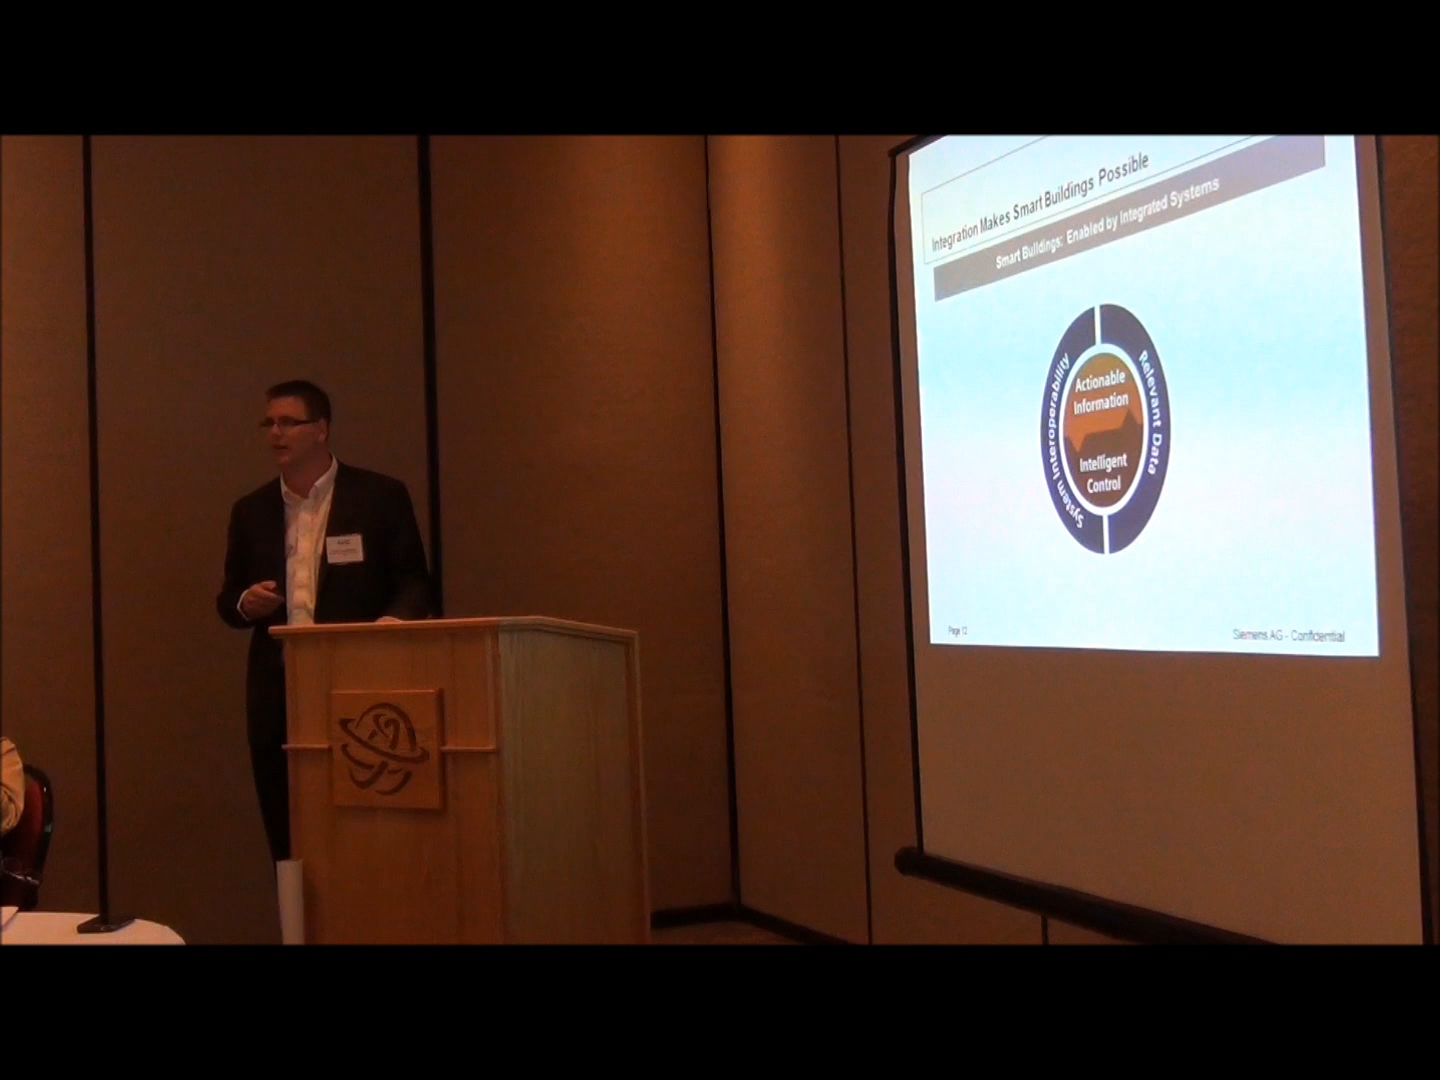 Integration Makes Smart Buildings Possible
Smart Buildings: Enabled by Integrated Systems
System Interoperability
Relevant Data
Actionable
Information
Intelligent
Control
Page 12
Siemens AG - Confidential